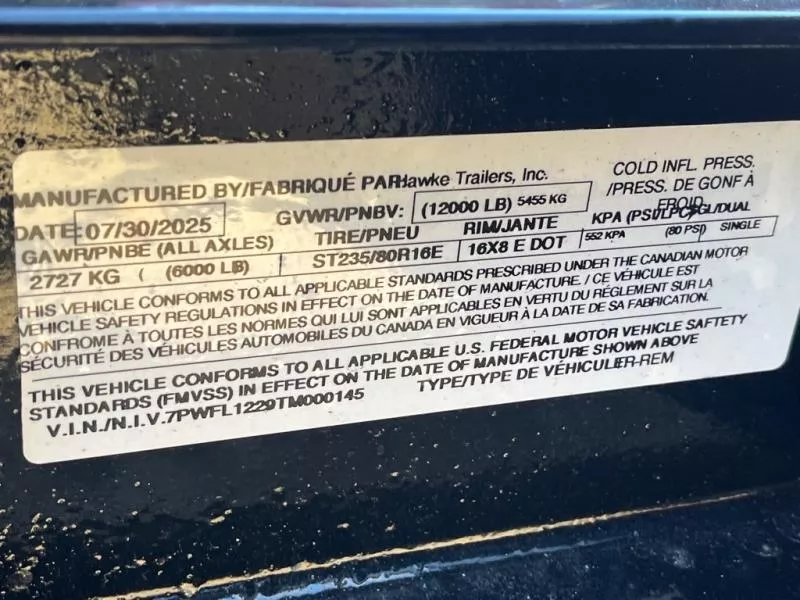 MANUFACTURED BY/FABRIQUÉ PAR Hawke Trailers, Inc.
COLD INFL. PRESS.
/PRESS. DE GONF À
FROID
DATE: 07/30/2025 GVWR/PNBV: (12000 LB) 5455 KG
GAWR/PNBE (ALL AXLES) TIRE/PNEU RIM/JANTE KPA (PSI/LPC) SGL/DUAL
2727 KG ( (6000 LB) ST235/80R16E 16X8 E DOT 552 KPA (80 PSI) SINGLE
THIS VEHICLE CONFORMS TO ALL APPLICABLE STANDARDS PRESCRIBED UNDER THE CANADIAN MOTOR
VEHICLE SAFETY REGULATIONS IN EFFECT ON THE DATE OF MANUFACTURE. / CE VÉHICULE EST
CONFROME À TOUTES LES NORMES QUI LUI SONT APPLICABLES EN VERTU DU RÉGLEMENT SUR LA
SÉCURITÉ DES VÉHICULES AUTOMOBILES DU CANADA EN VIGUEUR À LA DATE DE SA FABRICATION.
THIS VEHICLE CONFORMS TO ALL APPLICABLE U.S. FEDERAL MOTOR VEHICLE SAFTETY
STANDARDS (FMVSS) IN EFFECT ON THE DATE OF MANUFACTURE SHOWN ABOVE
V.I.N./N.I.V.7PWFL1229TM000145 TYPE/TYPE DE VÉHICULE: